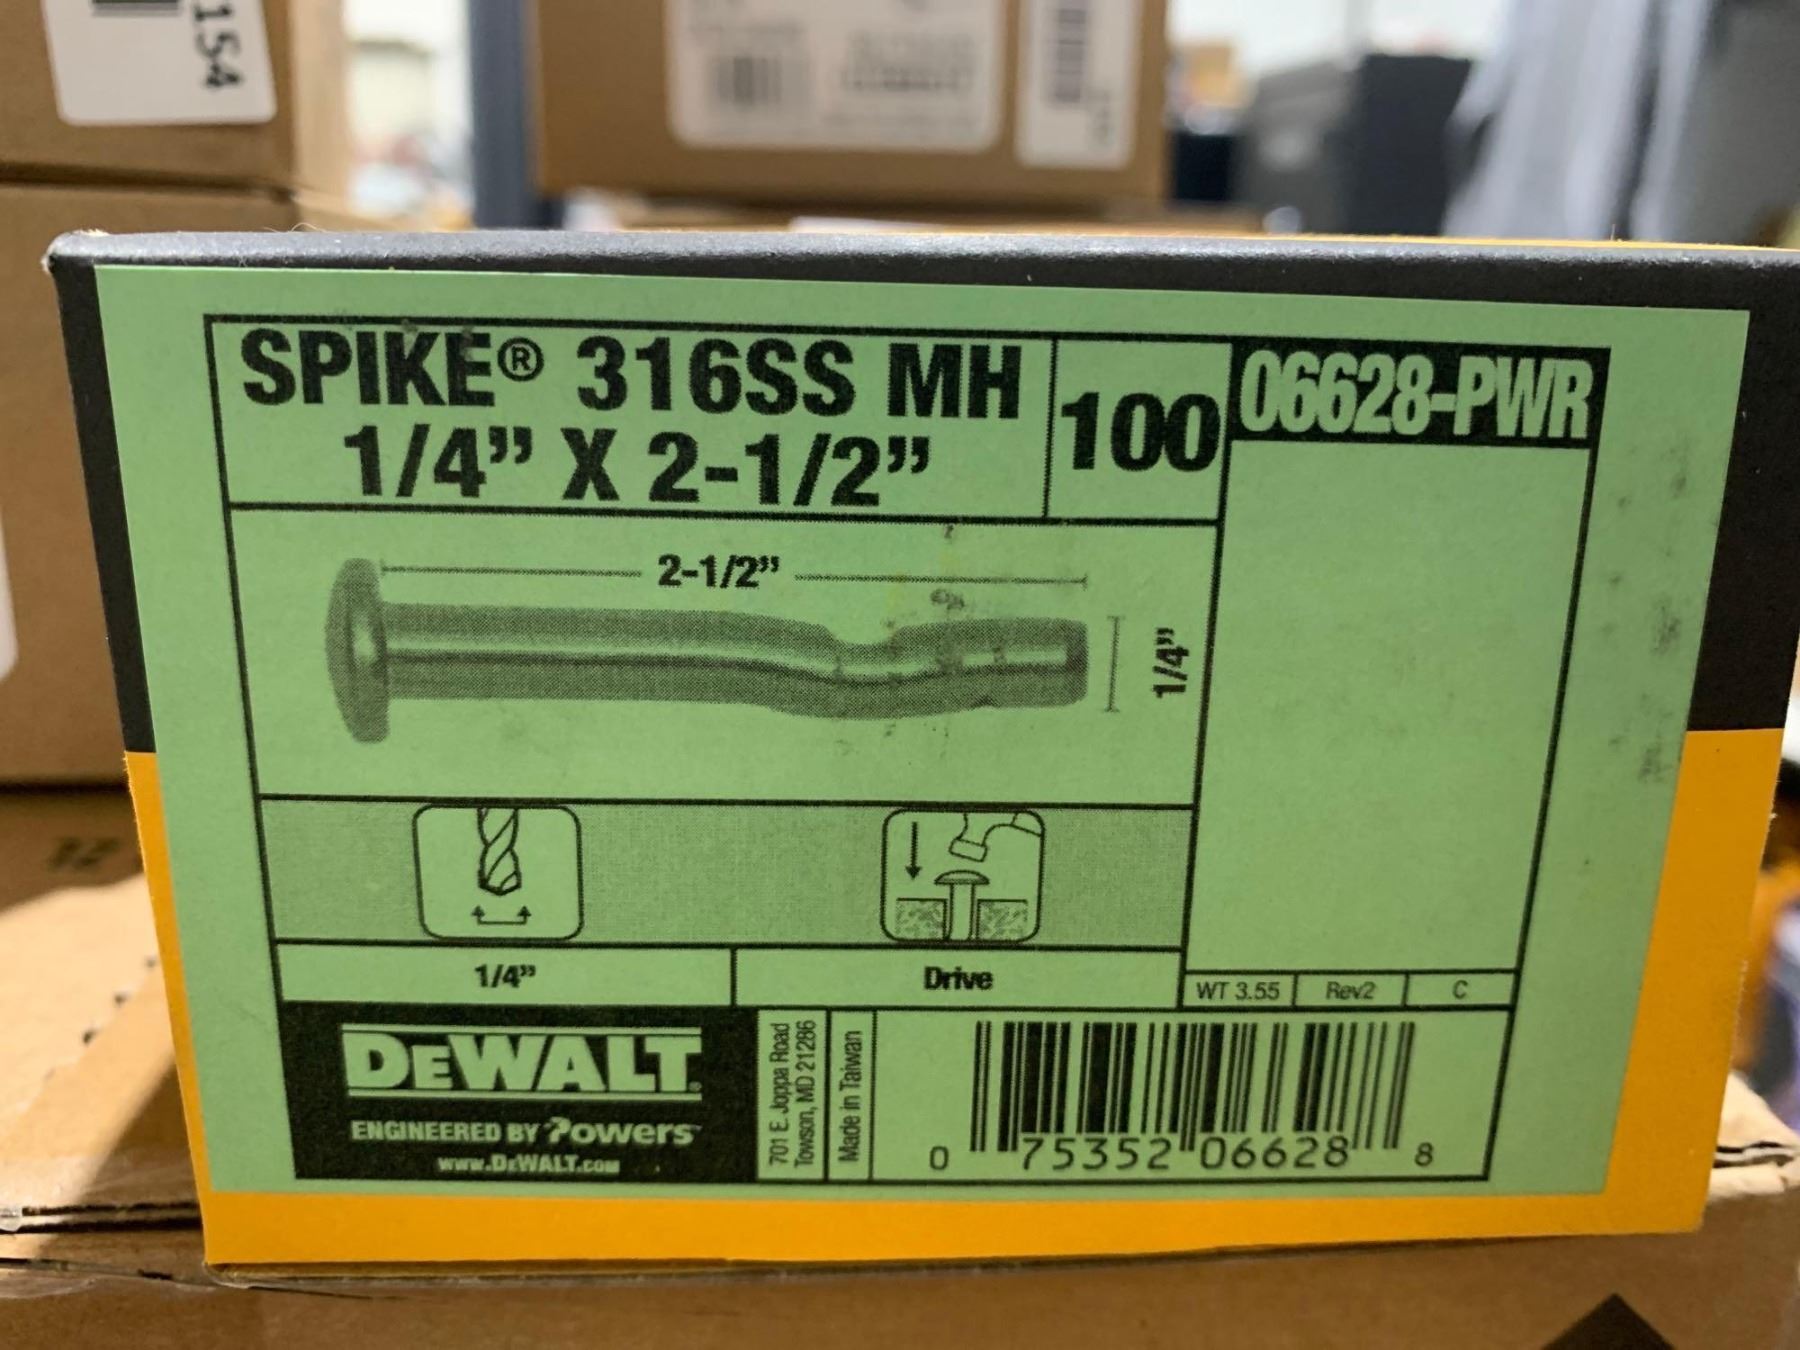 154
SPIKE® 316SS MH
1/4” X 2-1/2”
100
06628-PWR
2-1/2”
1/4”
1/4”
Drive
WT 3.55
Rev2
C
DEWALT
ENGINEERED BY Powers
www.DEWALT.com
701 E. Joppa Road
Towson, MD 21286
Made in Taiwan
0 75352 06628 8